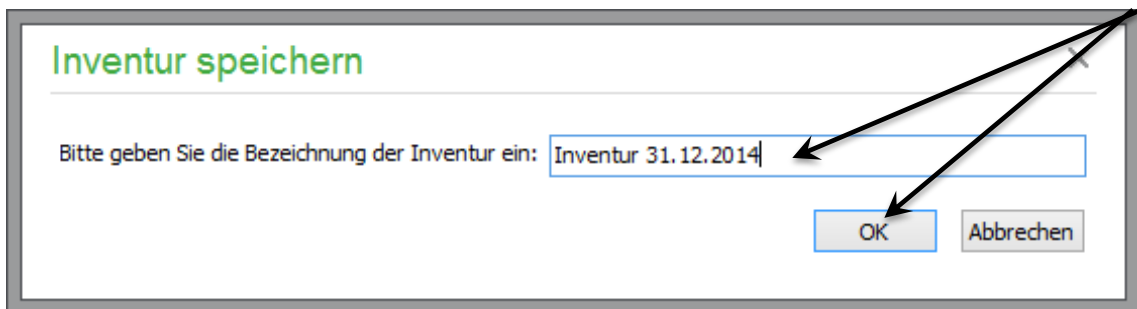 Inventur speichern
Bitte geben Sie die Bezeichnung der Inventur ein: Inventur 31.12.2014
OK Abbrechen